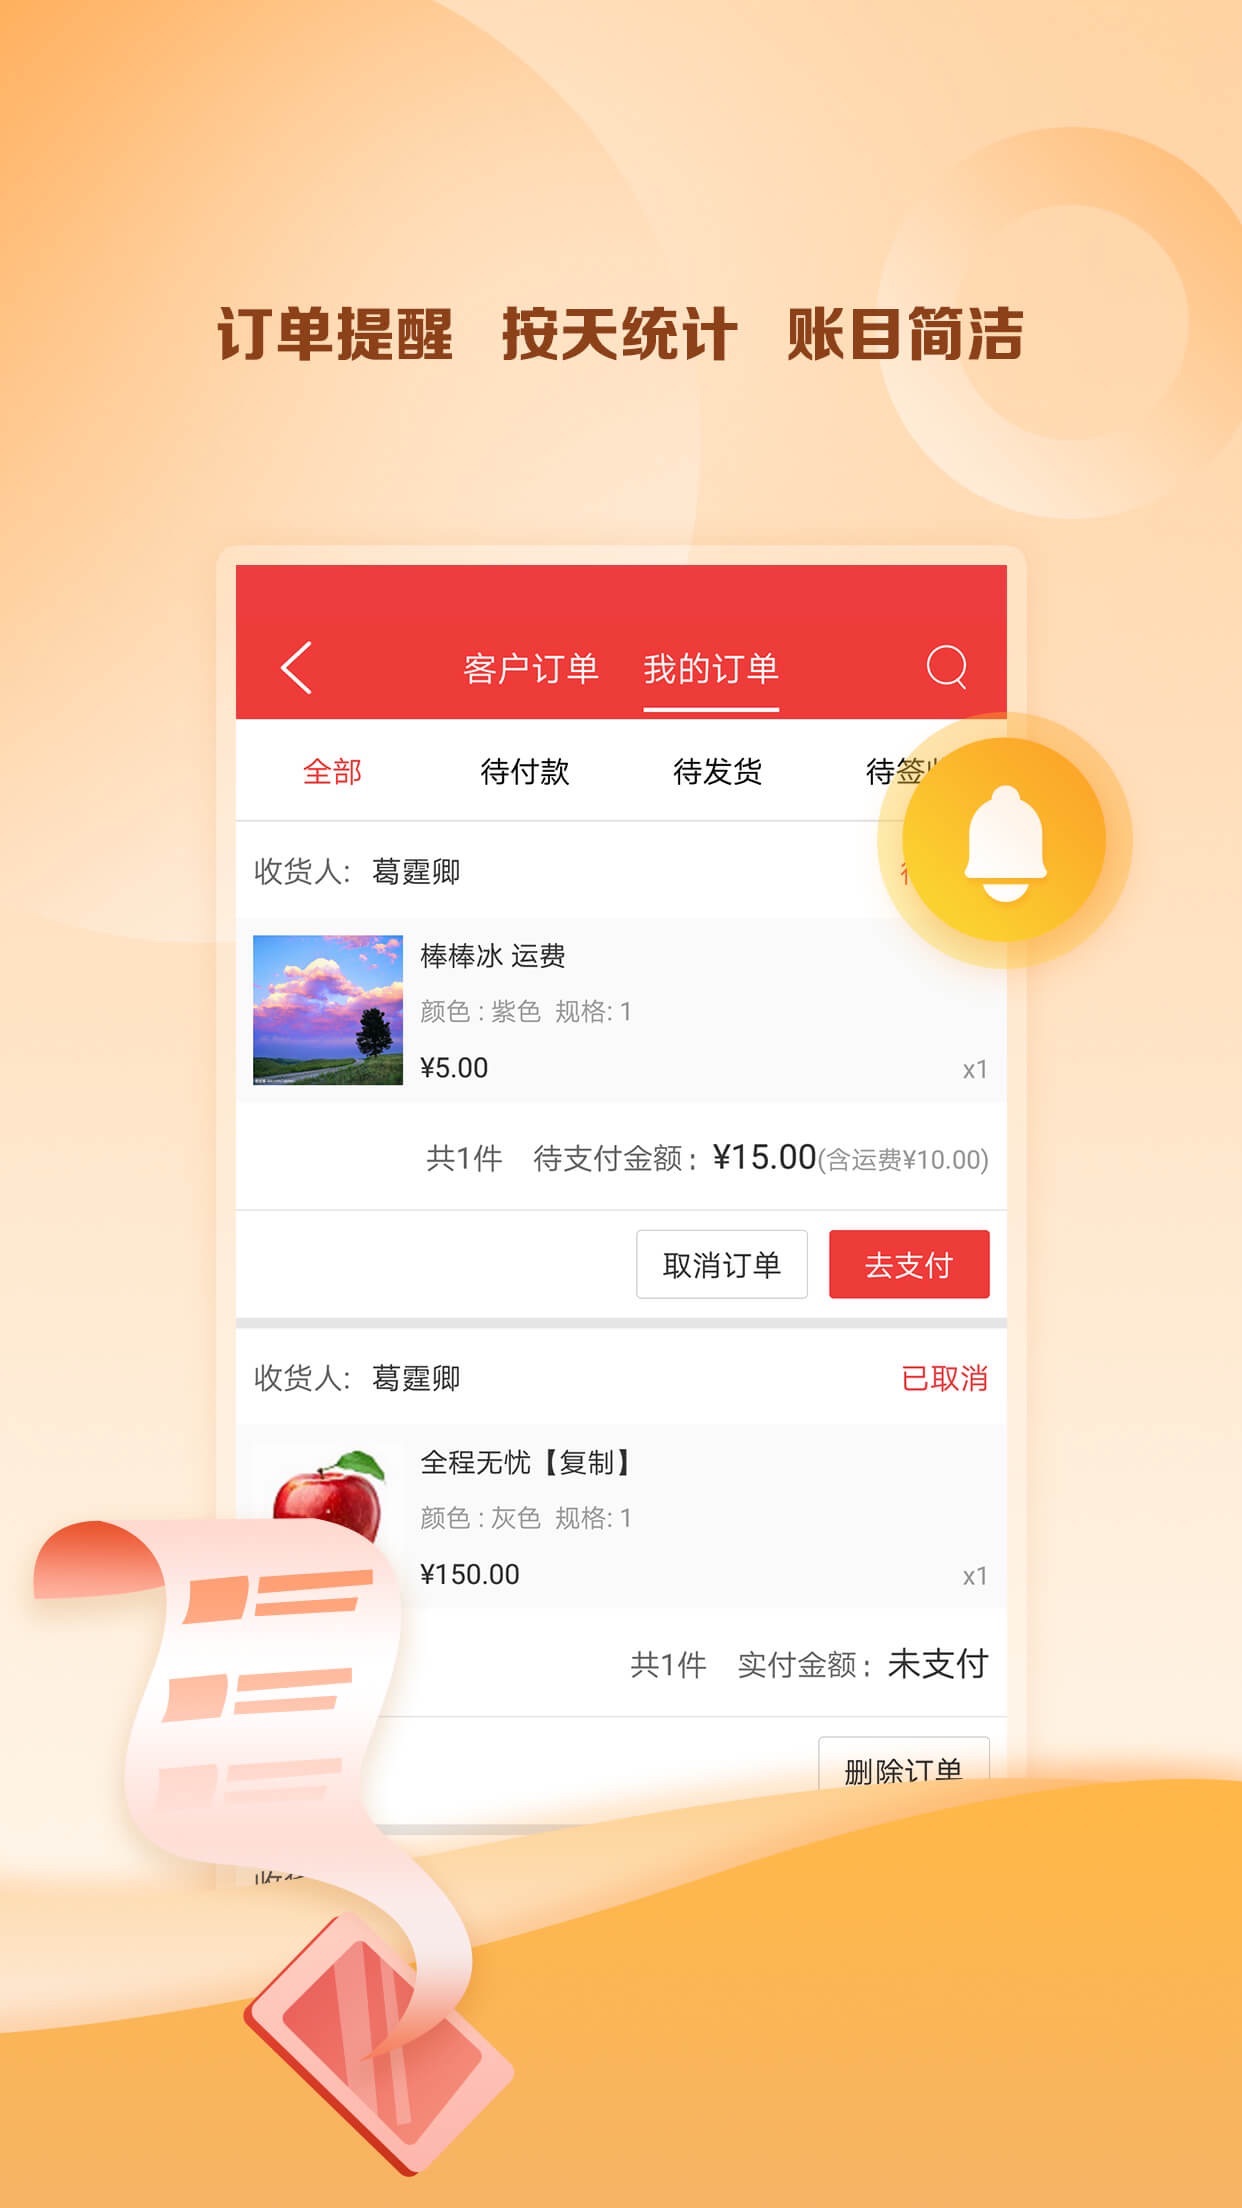 订单提醒 按天统计 账目简洁
客户订单 我的订单
全部 待付款 待发货 待签
收货人: 葛霆卿
棒棒冰 运费
颜色 : 紫色 规格: 1
¥5.00 x1
共1件 待支付金额 : ¥15.00(含运费¥10.00)
取消订单 去支付
收货人: 葛霆卿 已取消
全程无忧【复制】
颜色 : 灰色 规格: 1
¥150.00 x1
共1件 实付金额 : 未支付
删除订单